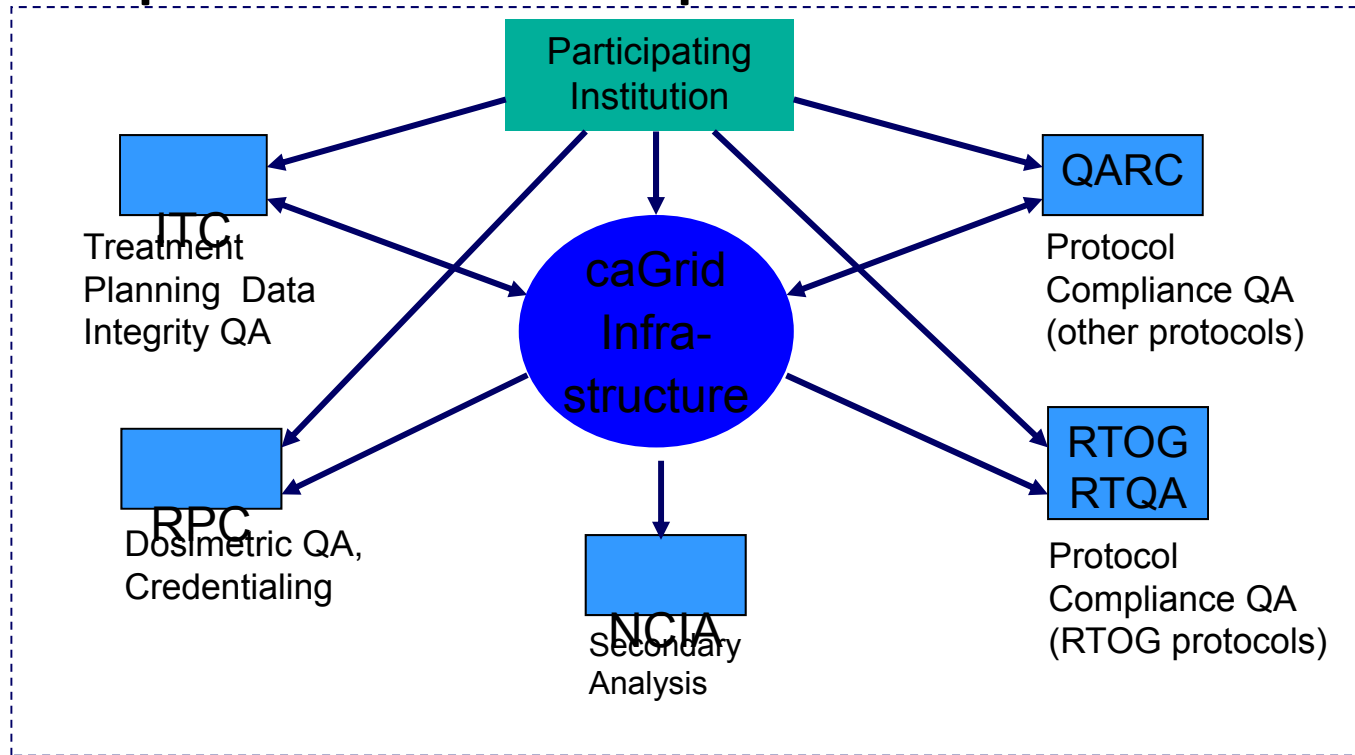 Participating
Institution
ITC
Treatment
Planning Data
Integrity QA
QARC
Protocol
Compliance QA
(other protocols)
caGrid
Infra-
structure
RPC
Dosimetric QA,
Credentialing
RTOG
RTQA
Protocol
Compliance QA
(RTOG protocols)
NCIA
Secondary
Analysis